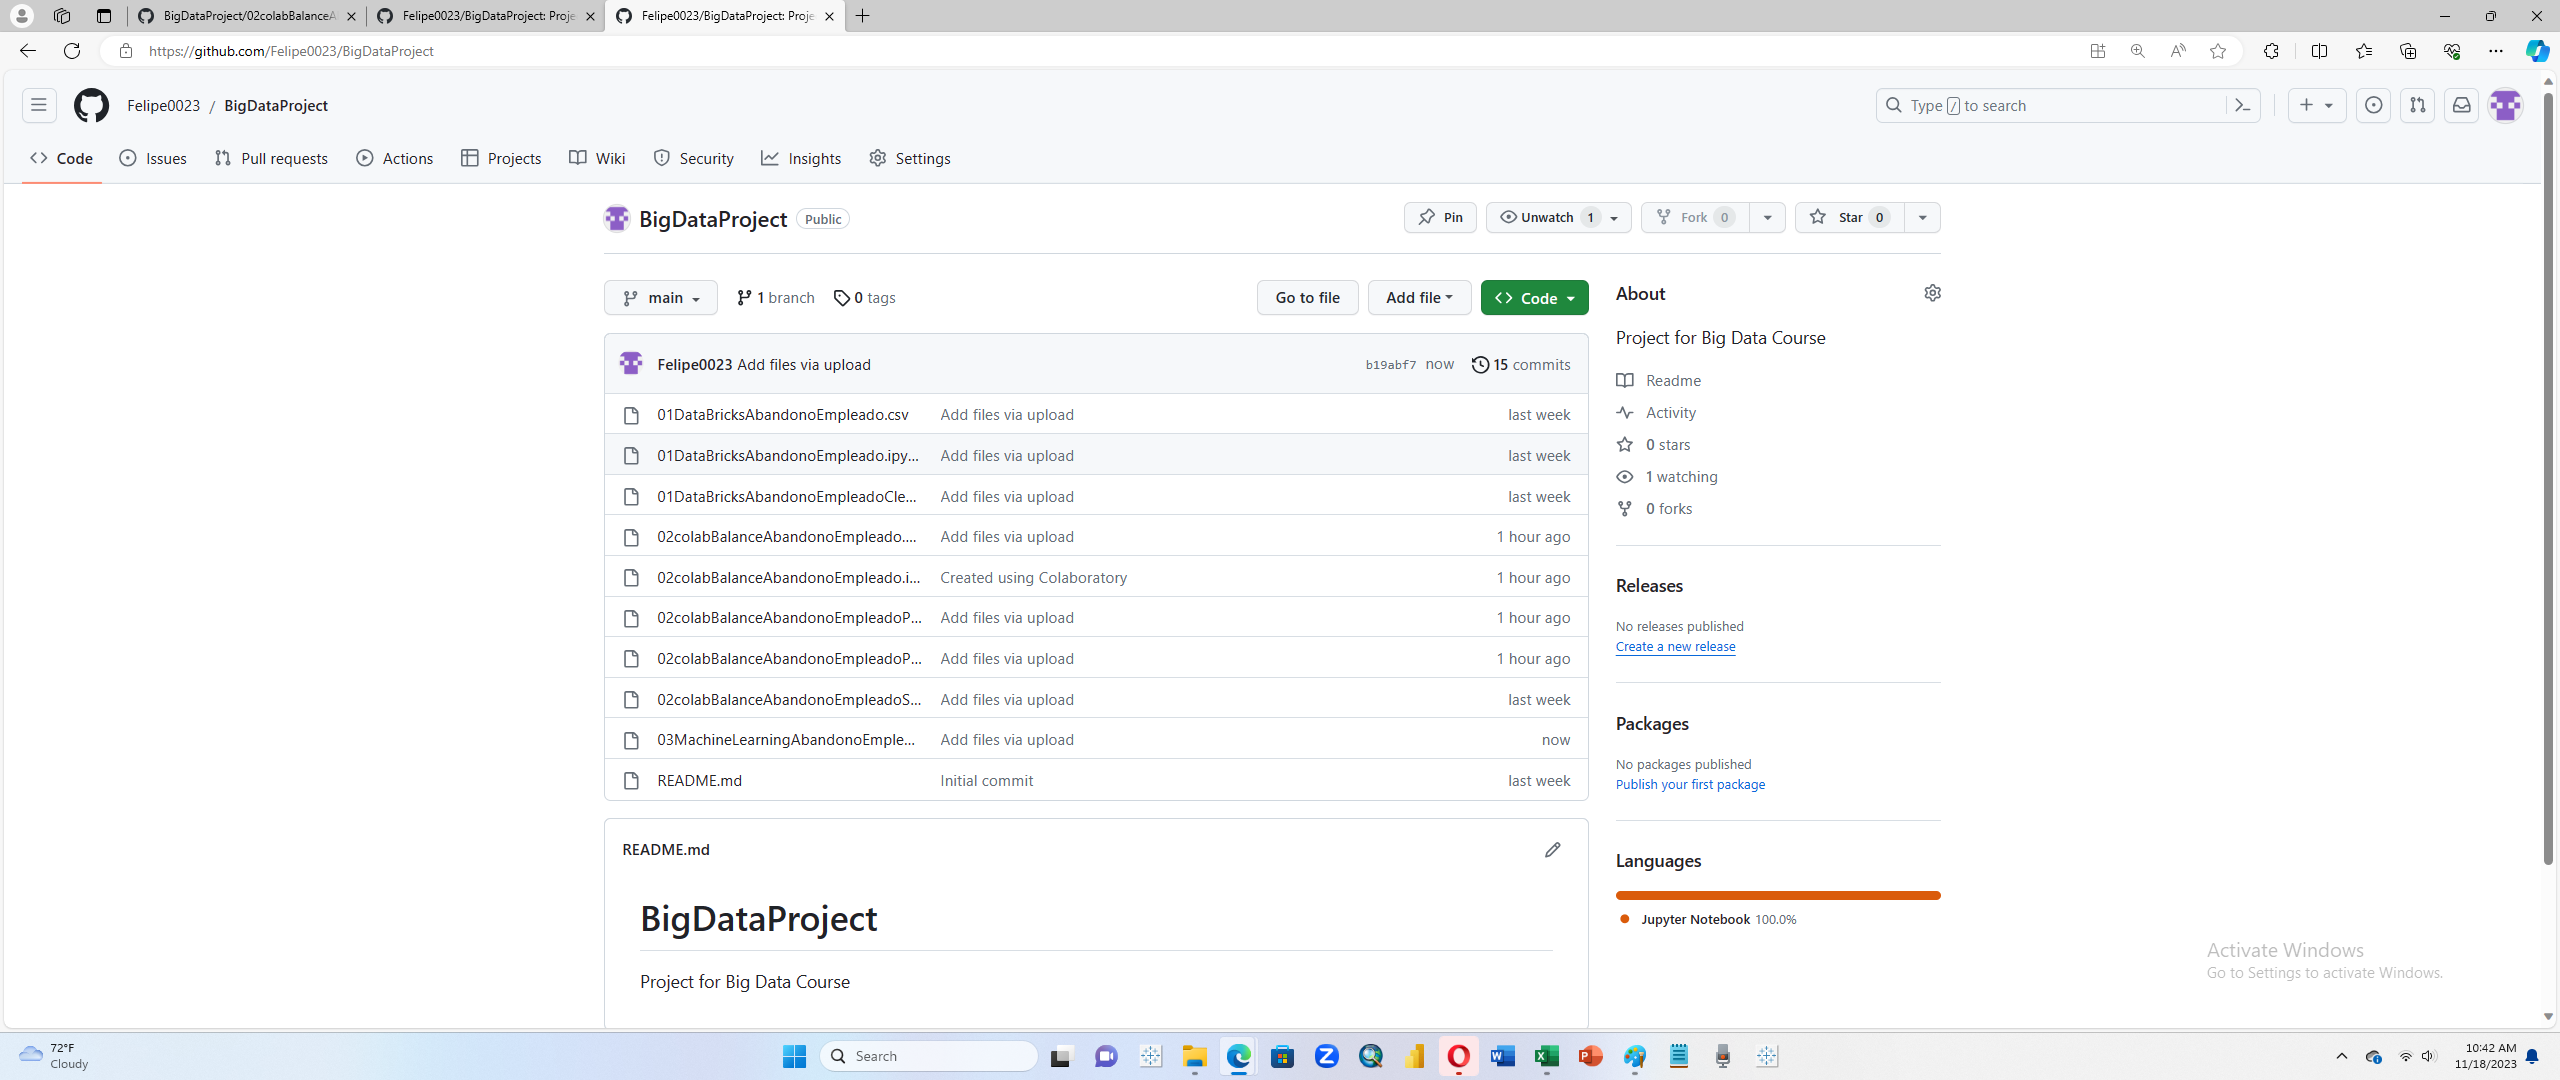 BigDataProject/02colabBalanceA
Felipe0023/BigDataProject: Proje
Felipe0023/BigDataProject: Proje
https://github.com/Felipe0023/BigDataProject
Felipe0023 / BigDataProject
Type / to search
Code
Issues
Pull requests
Actions
Projects
Wiki
Security
Insights
Settings
BigDataProject Public
Pin
Unwatch 1
Fork 0
Star 0
main
1 branch
0 tags
Go to file
Add file
Code
Felipe0023 Add files via upload b19abf7 now 15 commits
01DataBricksAbandonoEmpleado.csv Add files via upload last week
01DataBricksAbandonoEmpleado.ipy... Add files via upload last week
01DataBricksAbandonoEmpleadoCle... Add files via upload last week
02colabBalanceAbandonoEmpleado.... Add files via upload 1 hour ago
02colabBalanceAbandonoEmpleado.i... Created using Colaboratory 1 hour ago
02colabBalanceAbandonoEmpleadoP... Add files via upload 1 hour ago
02colabBalanceAbandonoEmpleadoP... Add files via upload 1 hour ago
02colabBalanceAbandonoEmpleadoS... Add files via upload last week
03MachineLearningAbandonoEmple... Add files via upload now
README.md Initial commit last week
README.md
BigDataProject
Project for Big Data Course
About
Project for Big Data Course
Readme
Activity
0 stars
1 watching
0 forks
Releases
No releases published
Create a new release
Packages
No packages published
Publish your first package
Languages
Jupyter Notebook 100.0%
Activate Windows
Go to Settings to activate Windows.
72°F
Cloudy
Search
10:42 AM
11/18/2023